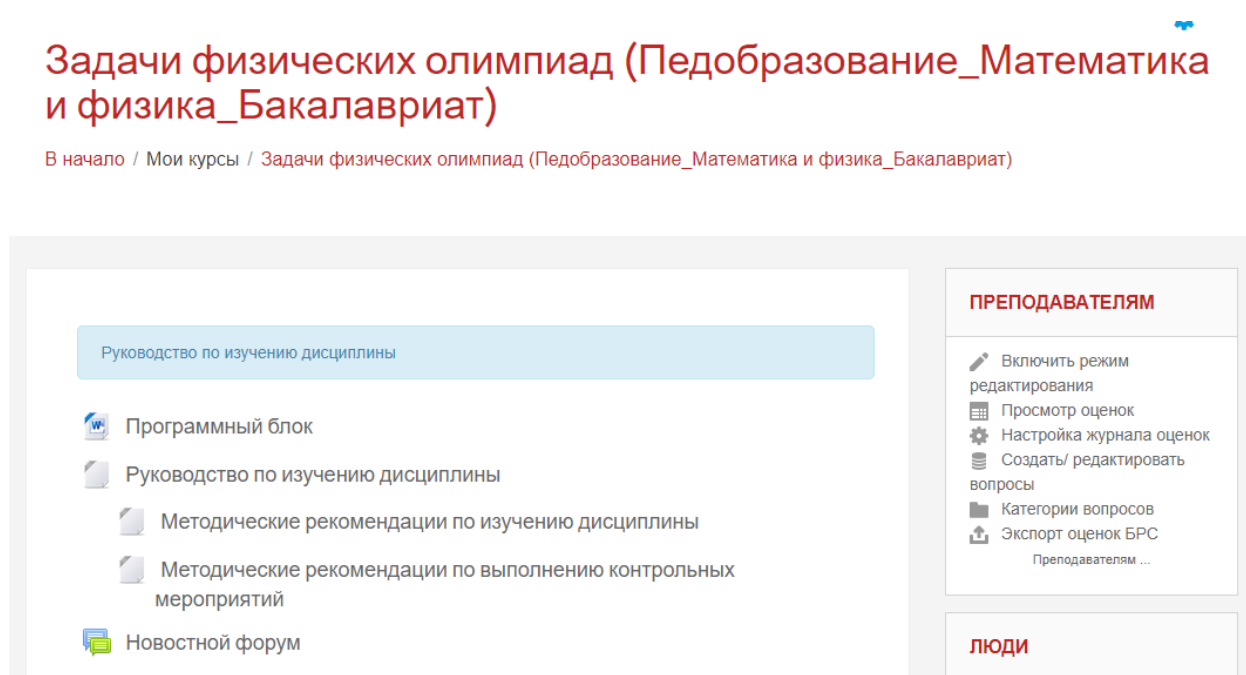 Задачи физических олимпиад (Педобразование_Математика
и физика_Бакалавриат)
В начало / Мои курсы / Задачи физических олимпиад (Педобразование_Математика и физика_Бакалавриат)
Руководство по изучению дисциплины
Программный блок
Руководство по изучению дисциплины
Методические рекомендации по изучению дисциплины
Методические рекомендации по выполнению контрольных
мероприятий
Новостной форум
ПРЕПОДАВАТЕЛЯМ
Включить режим
редактирования
Просмотр оценок
Настройка журнала оценок
Создать/ редактировать
вопросы
Категории вопросов
Экспорт оценок БРС
Преподавателям ...
ЛЮДИ